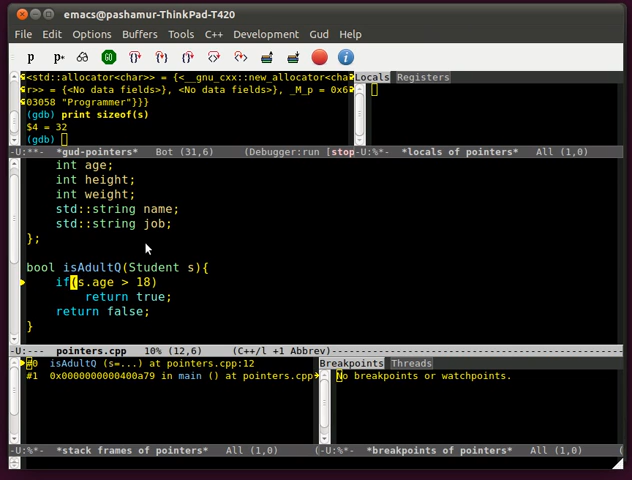 emacs@pashamur-ThinkPad-T420
File Edit Options Buffers Tools C++ Development Gud Help
p p* GO
<std::allocator<char>> = {<__gnu_cxx::new_allocator<cha
r>> = {<No data fields>}, <No data fields>}, _M_p = 0x6
03058 "Programmer"}}}
(gdb) print sizeof(s)
$4 = 32
(gdb)
Locals Registers
-U:**- *gud-pointers* Bot (31,6) (Debugger:run [stop
-U:%*- *locals of pointers* All (1,0)
int age;
int height;
int weight;
std::string name;
std::string job;
};
bool isAdultQ(Student s){
if(s.age > 18)
return true;
return false;
}
-U:--- pointers.cpp 10% (12,6) (C++/l +1 Abbrev)
#0 isAdultQ (s=...) at pointers.cpp:12
#1 0x0000000000400a79 in main () at pointers.cpp
Breakpoints Threads
No breakpoints or watchpoints.
-U:%*- *stack frames of pointers* All (1,0) (
-U:%*- *breakpoints of pointers* All (1,0) (